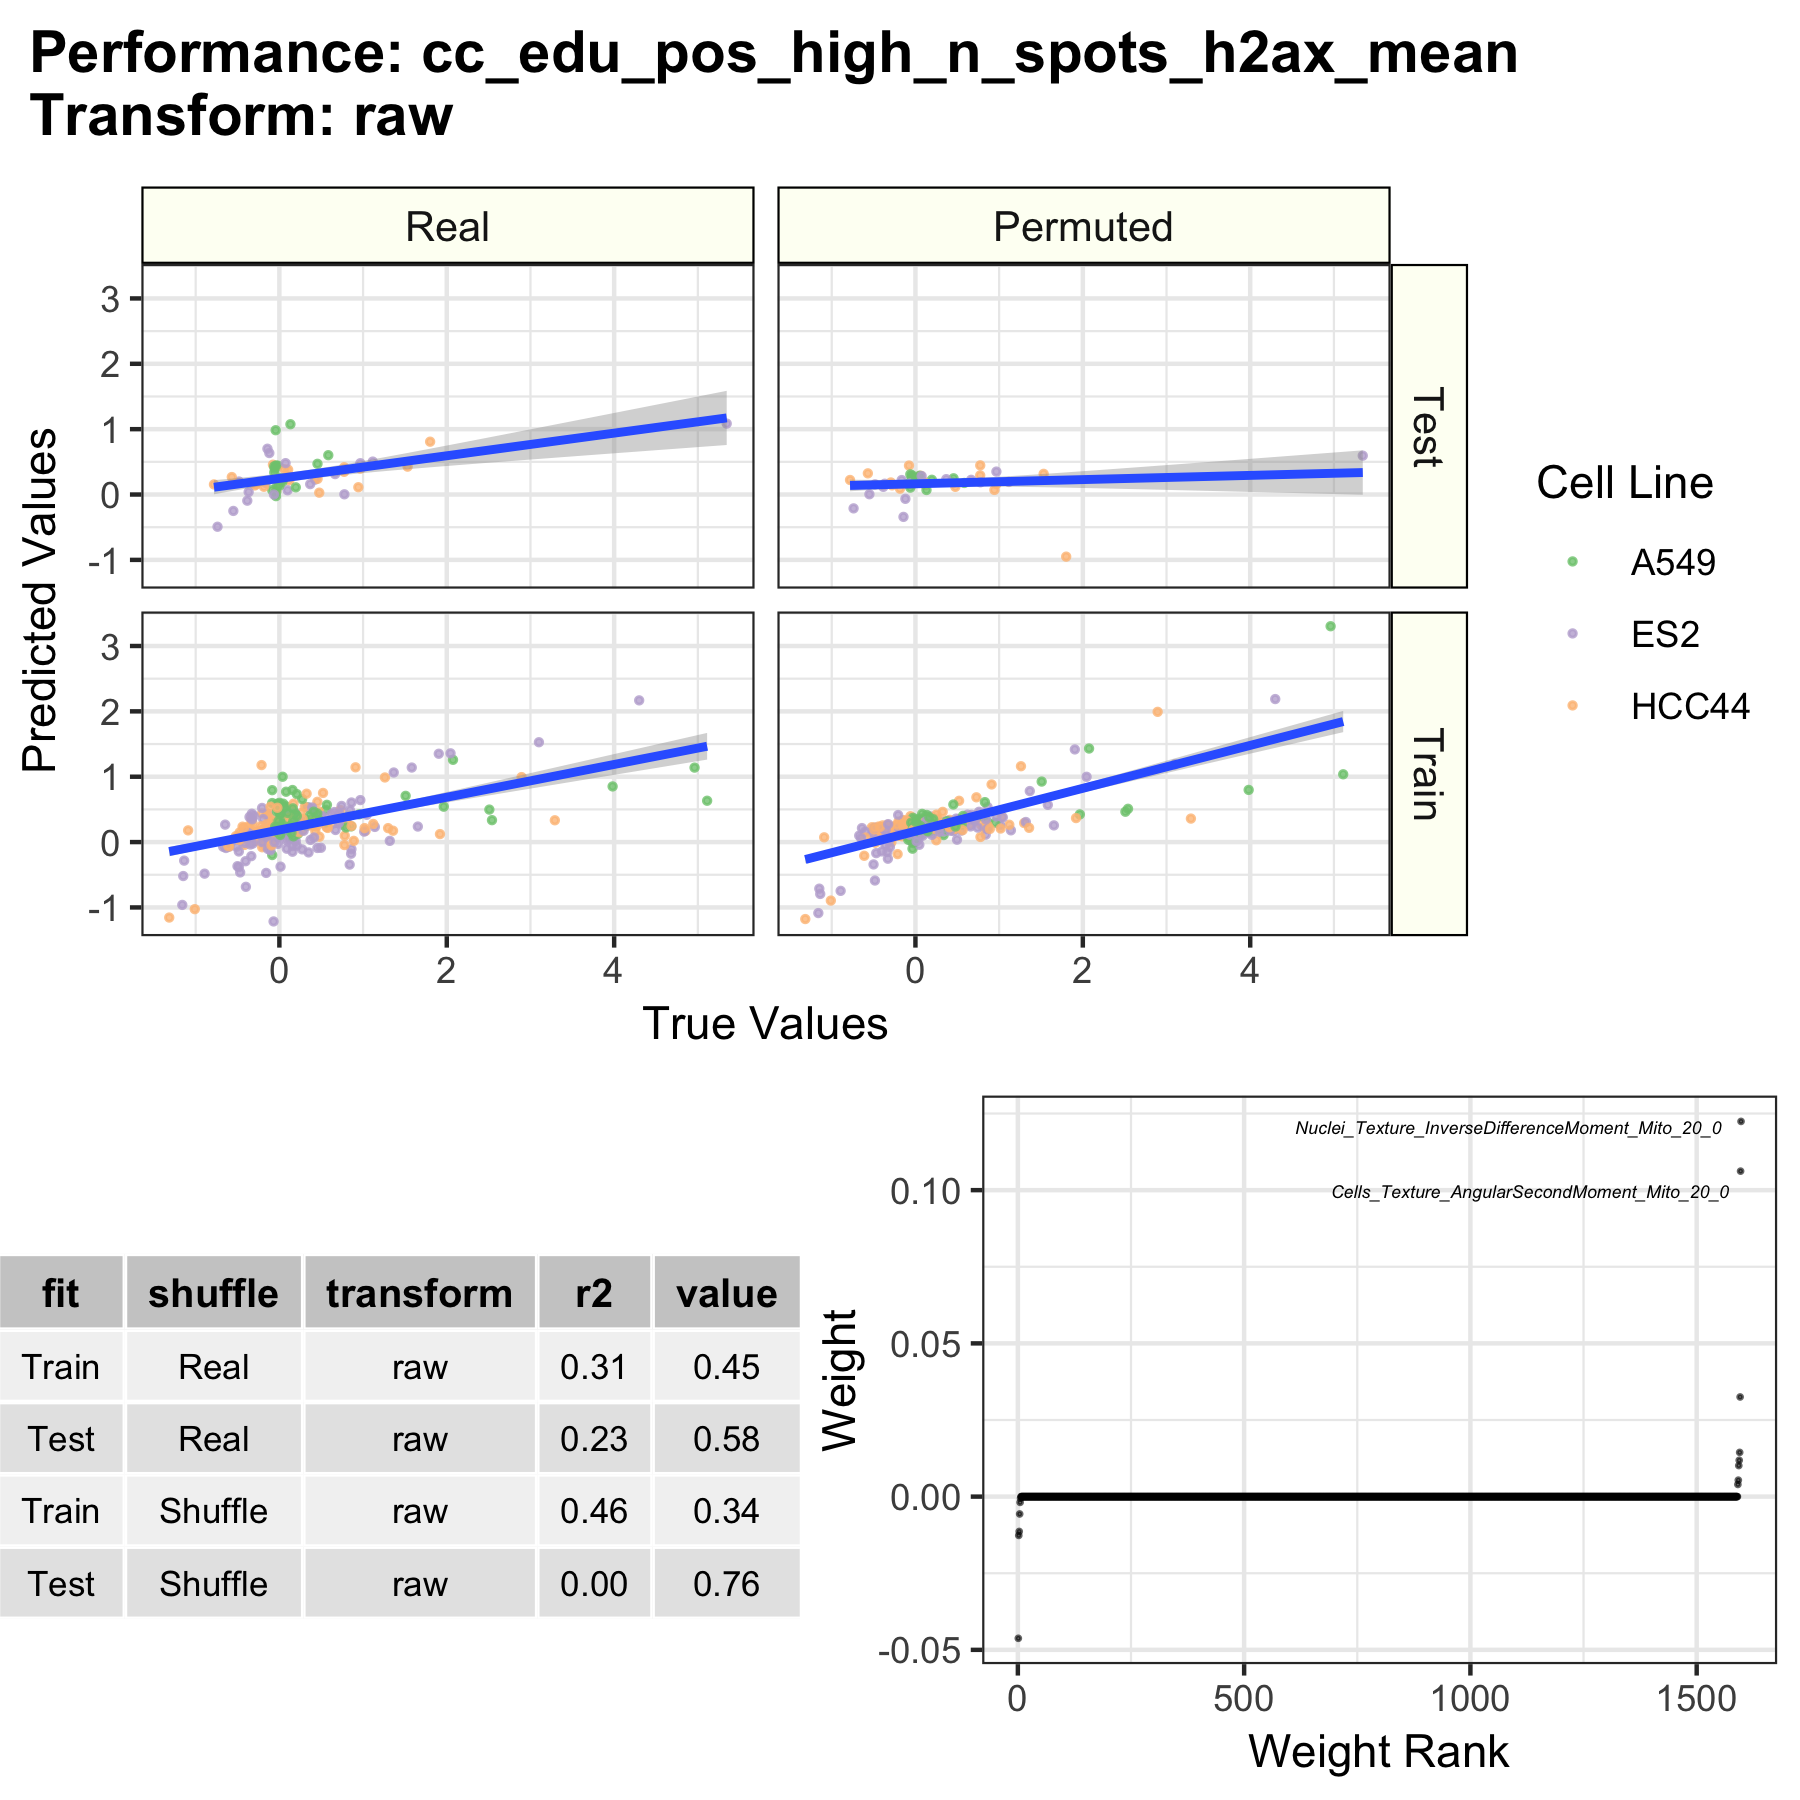 Performance: cc_edu_pos_high_n_spots_h2ax_mean
Transform: raw
Real
Permuted
3
2
1
0
-1
Test
3
2
1
0
-1
Train
Predicted Values
0
2
4
0
2
4
True Values
Cell Line
A549
ES2
HCC44
fit shuffle transform r2 value
Train Real raw 0.31 0.45
Test Real raw 0.23 0.58
Train Shuffle raw 0.46 0.34
Test Shuffle raw 0.00 0.76
Nuclei_Texture_InverseDifferenceMoment_Mito_20_0
Cells_Texture_AngularSecondMoment_Mito_20_0
0.10
0.05
0.00
-0.05
Weight
0
500
1000
1500
Weight Rank